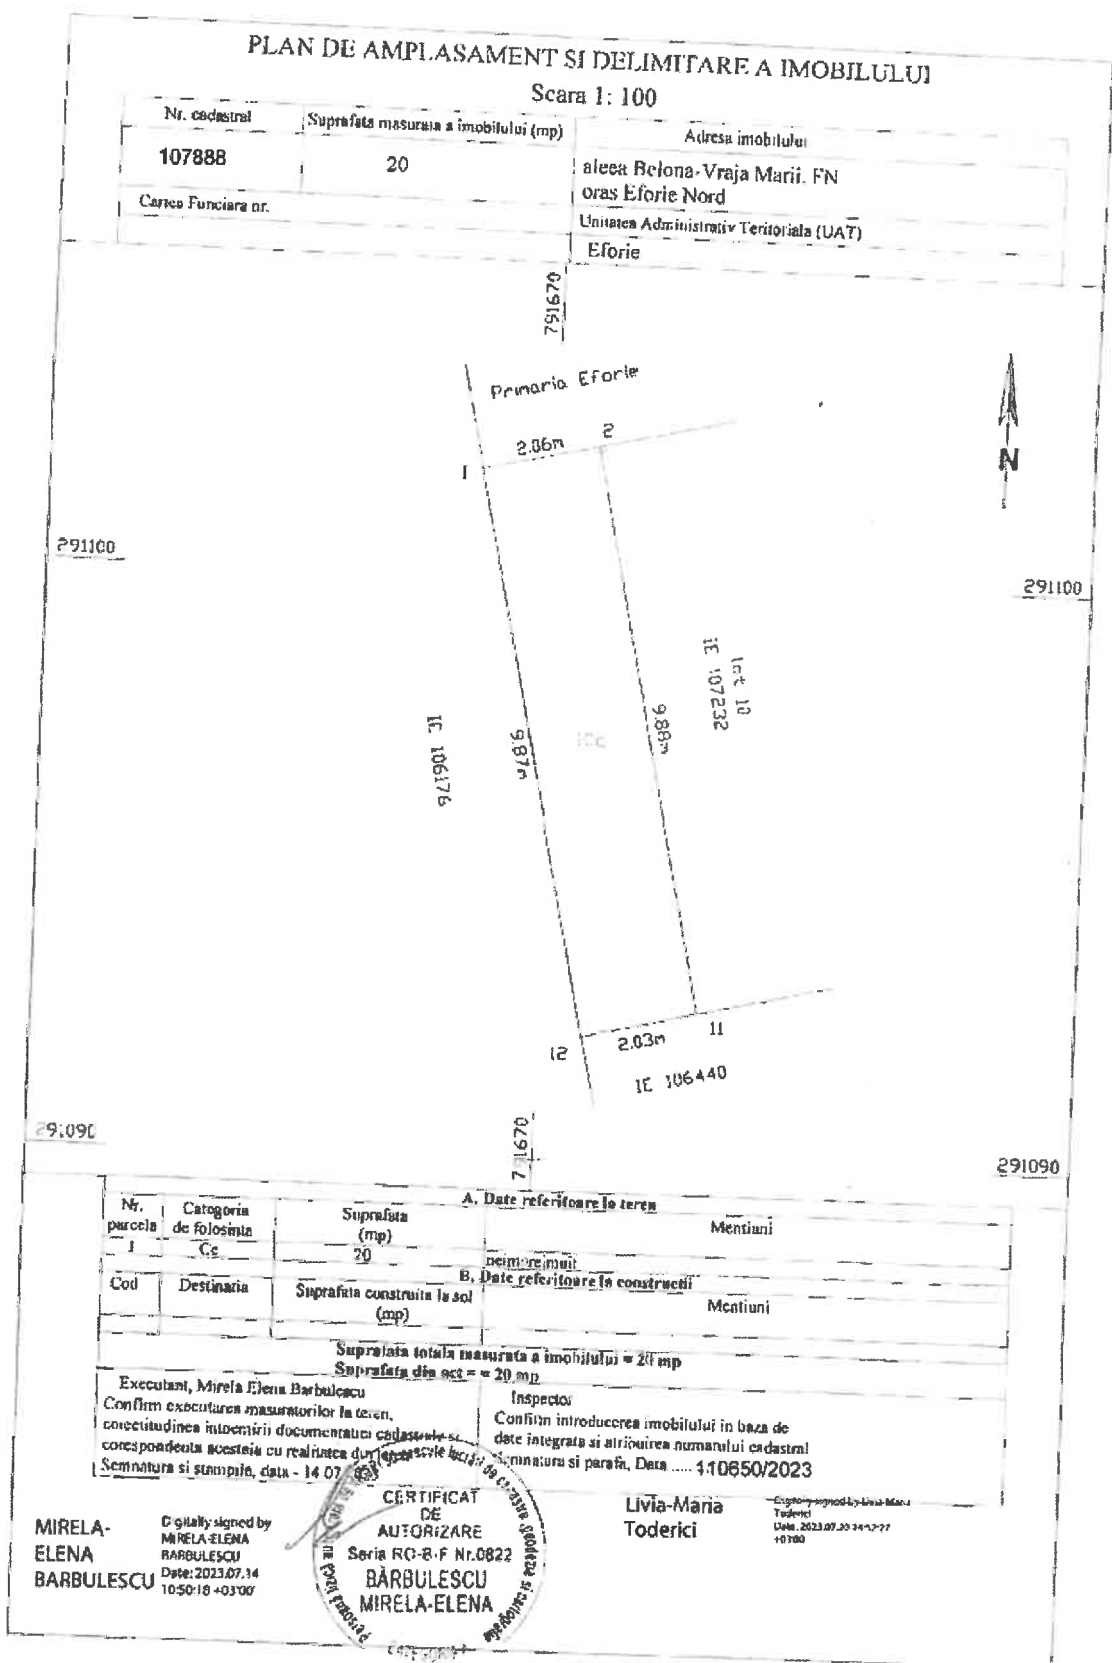 PLAN DE AMPLASAMENT SI DELIMITARE A IMOBILULUI
Scara 1: 100
Nr. cadastral
Suprafata masurata a imobilului (mp)
Adresa imobilului
107888
20
aleea Belona-Vraja Marii, FN
oras Eforie Nord
Cartea Funciara nr.
Unitatea Administrativ Teritoriala (UAT)
Eforie
791670
Primaria Eforie
2.06m
2
1
N
291100
291100
Lot 10
IE 107232
9.88m
9.87m
IE 106176
11
12
2.03m
IE 106440
291090
791670
291090
A. Date referitoare la teren
Nr. parcela
Categoria de folosinta
Suprafata (mp)
Mentiuni
1
Cc
20
neimprejmuit
B. Date referitoare la constructii
Cod
Destinatia
Suprafata construita la sol (mp)
Mentiuni
Suprafata totala masurata a imobilului = 20 mp
Suprafata din act = = 20 mp
Executant, Mirela Elena Barbulescu
Confirm executarea masuratorilor la teren,
corectitudinea intocmirii documentatiei cadastrale si
corespondenta acesteia cu realitatea din
Semnatura si stampila, data - 14.07
Inspector
Confirm introducerea imobilului in baza de
date integrata si atribuirea numarului cadastral
Semnatura si parafa, Data ..... 110650/2023
MIRELA-
ELENA
BARBULESCU
Digitally signed by
MIRELA-ELENA
BARBULESCU
Date: 2023.07.14
10:50:18 +03'00'
CERTIFICAT
DE
AUTORIZARE
Seria RO-B-F Nr.0822
BĂRBULESCU
MIRELA-ELENA
Livia-Maria
Toderici
Digitally signed by Livia-Maria
Toderici